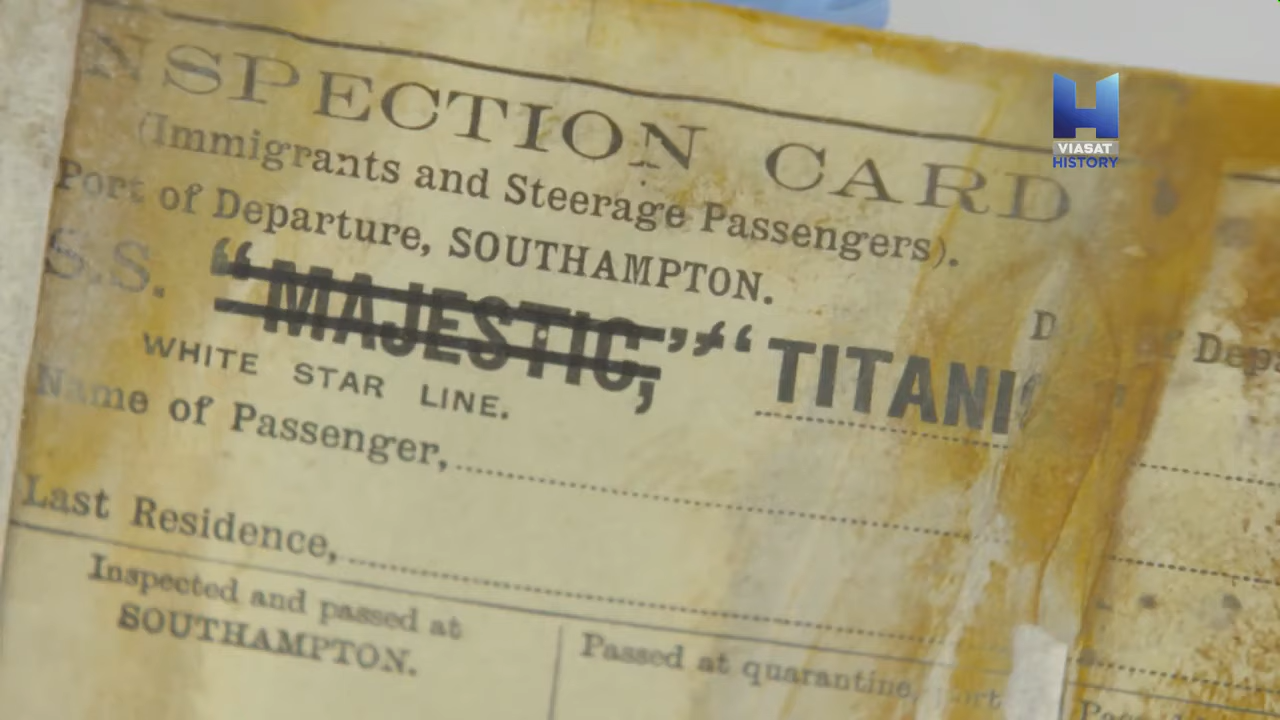 NSPECTION CARD
(Immigrants and Steerage Passengers).
Port of Departure, SOUTHAMPTON.
S.S. "MAJESTIC," "TITANIC
WHITE STAR LINE.
Name of Passenger,
Last Residence,
Inspected and passed at
SOUTHAMPTON.
Passed at quarantine,
VIASAT
HISTORY